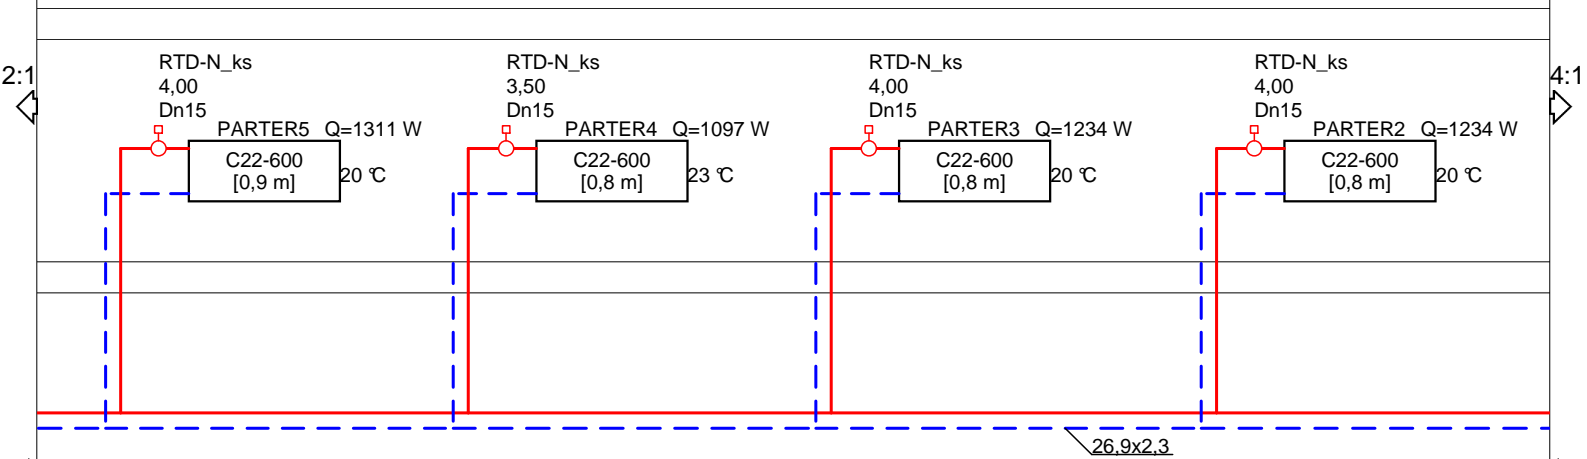 2:1
RTD-N_ks
4,00
Dn15
PARTER5 Q=1311 W
C22-600
[0,9 m]
20 °C
RTD-N_ks
3,50
Dn15
PARTER4 Q=1097 W
C22-600
[0,8 m]
23 °C
RTD-N_ks
4,00
Dn15
PARTER3 Q=1234 W
C22-600
[0,8 m]
20 °C
RTD-N_ks
4,00
Dn15
PARTER2 Q=1234 W
C22-600
[0,8 m]
20 °C
4:1
26,9x2,3